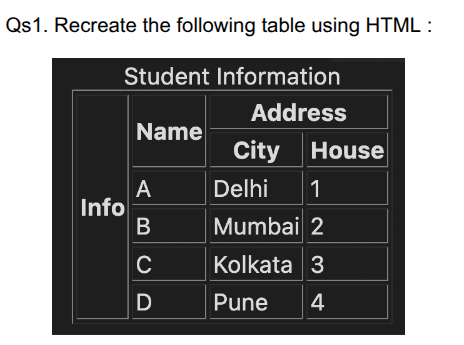 Qs1. Recreate the following table using HTML :
Student Information
Info Name Address
City House
A Delhi 1
B Mumbai 2
C Kolkata 3
D Pune 4